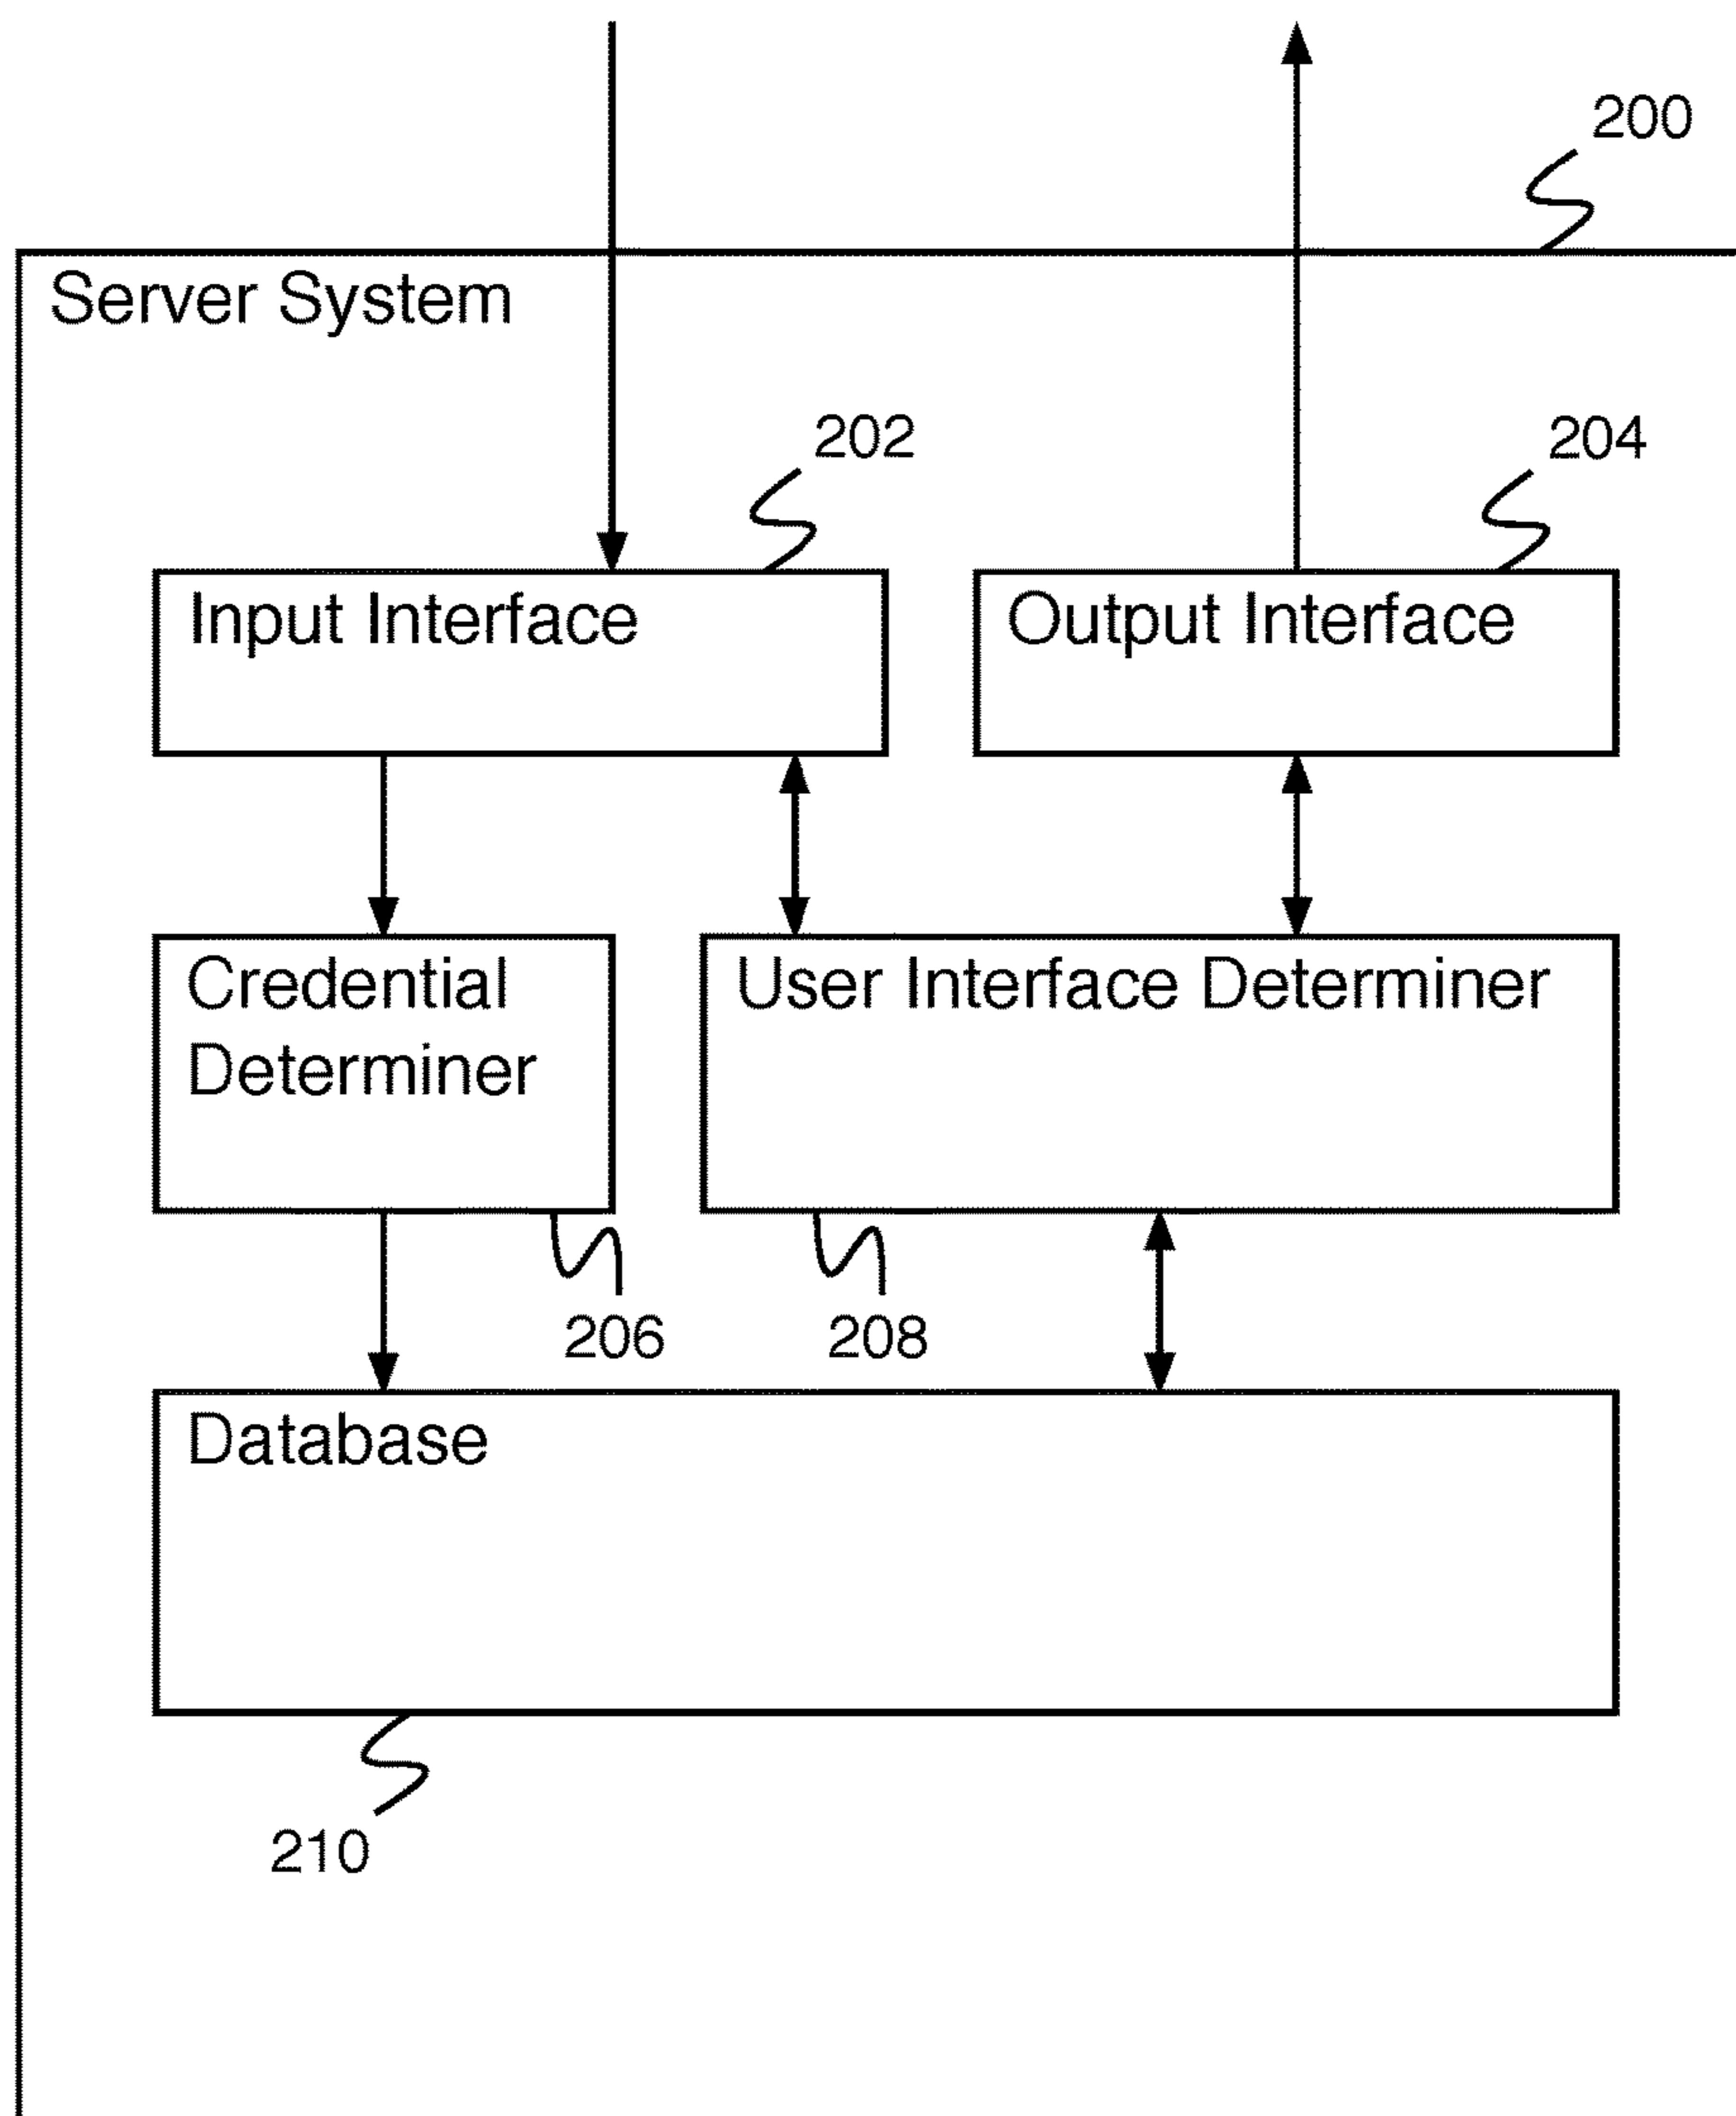 200
Server System
202
204
Input Interface
Output Interface
Credential
Determiner
User Interface Determiner
206
208
Database
210